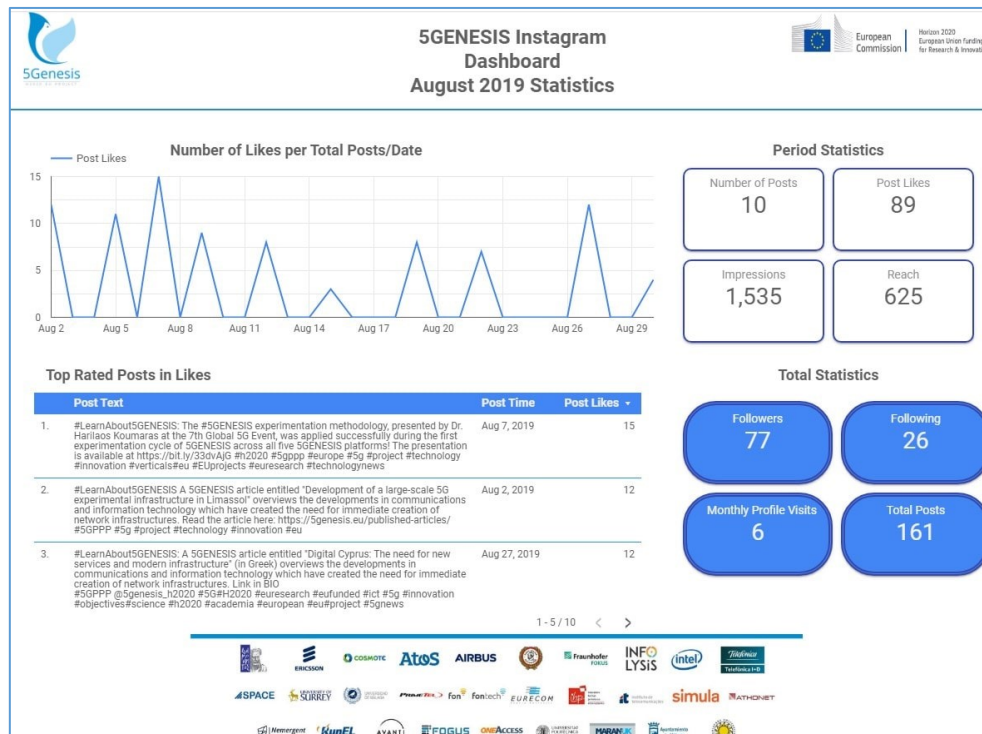 5Genesis
5GENESIS Instagram
Dashboard
August 2019 Statistics
European
Commission
Horizon 2020
European Union funding
for Research & Innovation
Number of Likes per Total Posts/Date
Post Likes
15
10
5
0
Aug 2 Aug 5 Aug 8 Aug 11 Aug 14 Aug 17 Aug 20 Aug 23 Aug 26 Aug 29
Period Statistics
Number of Posts
10
Post Likes
89
Impressions
1,535
Reach
625
Top Rated Posts in Likes
Post Text Post Time Post Likes
1. #LearnAbout5GENESIS: The #5GENESIS experimentation methodology, presented by Dr. Aug 7, 2019 15
Harilaos Koumaras at the 7th Global 5G Event, was applied successfully during the first
experimentation cycle of 5GENESIS across all five 5GENESIS platforms! The presentation
is available at https://bit.ly/33dvAjG #h2020 #5gppp #europe #5g #project #technology
#innovation #verticals#eu #EUprojects #euresearch #technologynews
2. #LearnAbout5GENESIS A 5GENESIS article entitled "Development of a large-scale 5G Aug 2, 2019 12
experimental infrastructure in Limassol" overviews the developments in communications
and information technology which have created the need for immediate creation of
network infrastructures. Read the article here: https://5genesis.eu/published-articles/
#5GPPP #5g #project #technology #innovation #eu
3. #LearnAbout5GENESIS: A 5GENESIS article entitled "Digital Cyprus: The need for new Aug 27, 2019 12
services and modern infrastructure" (in Greek) overviews the developments in
communications and information technology which have created the need for immediate
creation of network infrastructures. Link in BIO
#5GPPP @5genesis_h2020 #5G#H2020 #euresearch #eufunded #ict #5g #innovation
#objectives#science #h2020 #academia #european #eu#project #5gnews
1 - 5 / 10
Total Statistics
Followers
77
Following
26
Monthly Profile Visits
6
Total Posts
161
ERICSSON COSMOTE Atos AIRBUS Fraunhofer
FOKUS
INFO
LYSiS
intel
Telefónica
Telefónica I+D
SPACE UNIVERSITY OF
SURREY
PrimeTel fon fontech EURECOM simula ATHONET
Nemergent RunEL AVANTI FOGUS ONEACCESS
UNIVERSITAT
POLITÈCNICA
MARAN UK
Ayuntamiento